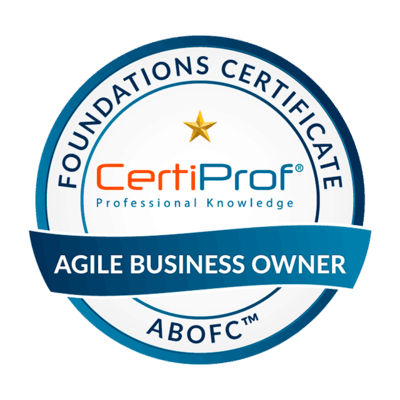 FOUNDATIONS CERTIFICATE
CertiProf®
Professional Knowledge
AGILE BUSINESS OWNER
ABOFC™